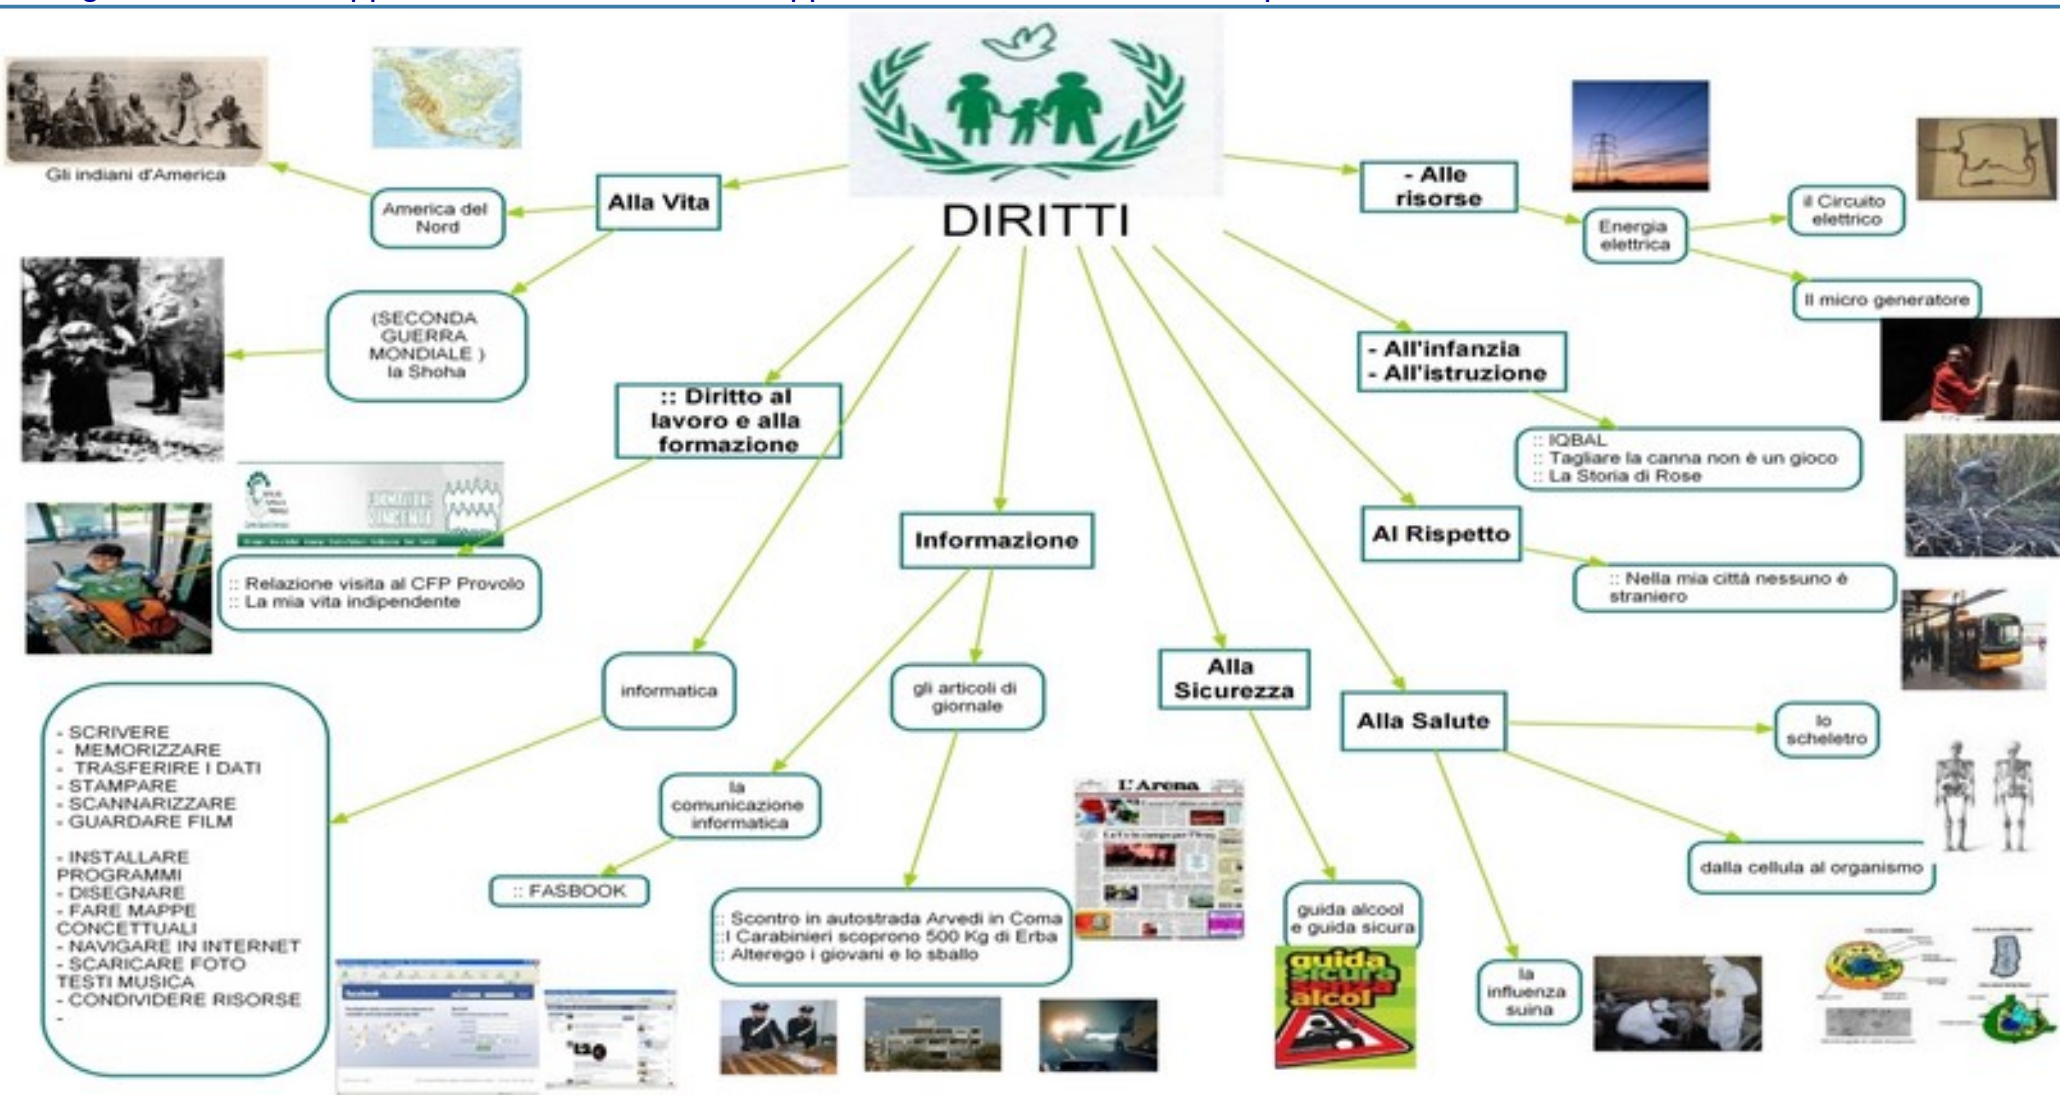 DIRITTI
Gli indiani d'America
America del
Nord
Alla Vita
(SECONDA
GUERRA
MONDIALE )
la Shoha
:: Diritto al
lavoro e alla
formazione
:: Relazione visita al CFP Provolo
:: La mia vita indipendente
informatica
- SCRIVERE
- MEMORIZZARE
- TRASFERIRE I DATI
- STAMPARE
- SCANNARIZZARE
- GUARDARE FILM
- INSTALLARE
PROGRAMMI
- DISEGNARE
- FARE MAPPE
CONCETTUALI
- NAVIGARE IN INTERNET
- SCARICARE FOTO
TESTI MUSICA
- CONDIVIDERE RISORSE
-
Informazione
la
comunicazione
informatica
:: FASBOOK
facebook
gli articoli di
giornale
:: Scontro in autostrada Arvedi in Coma
::I Carabinieri scoprono 500 Kg di Erba
:: Alterego i giovani e lo sballo
L'Arena
Alla
Sicurezza
guida alcool
e guida sicura
guida
sicura
senza
alcol
Alla Salute
lo
scheletro
dalla cellula al organismo
la
influenza
suina
Al Rispetto
:: Nella mia città nessuno è
straniero
- All'infanzia
- All'istruzione
:: IQBAL
:: Tagliare la canna non è un gioco
:: La Storia di Rose
- Alle
risorse
Energia
elettrica
il Circuito
elettrico
Il micro generatore